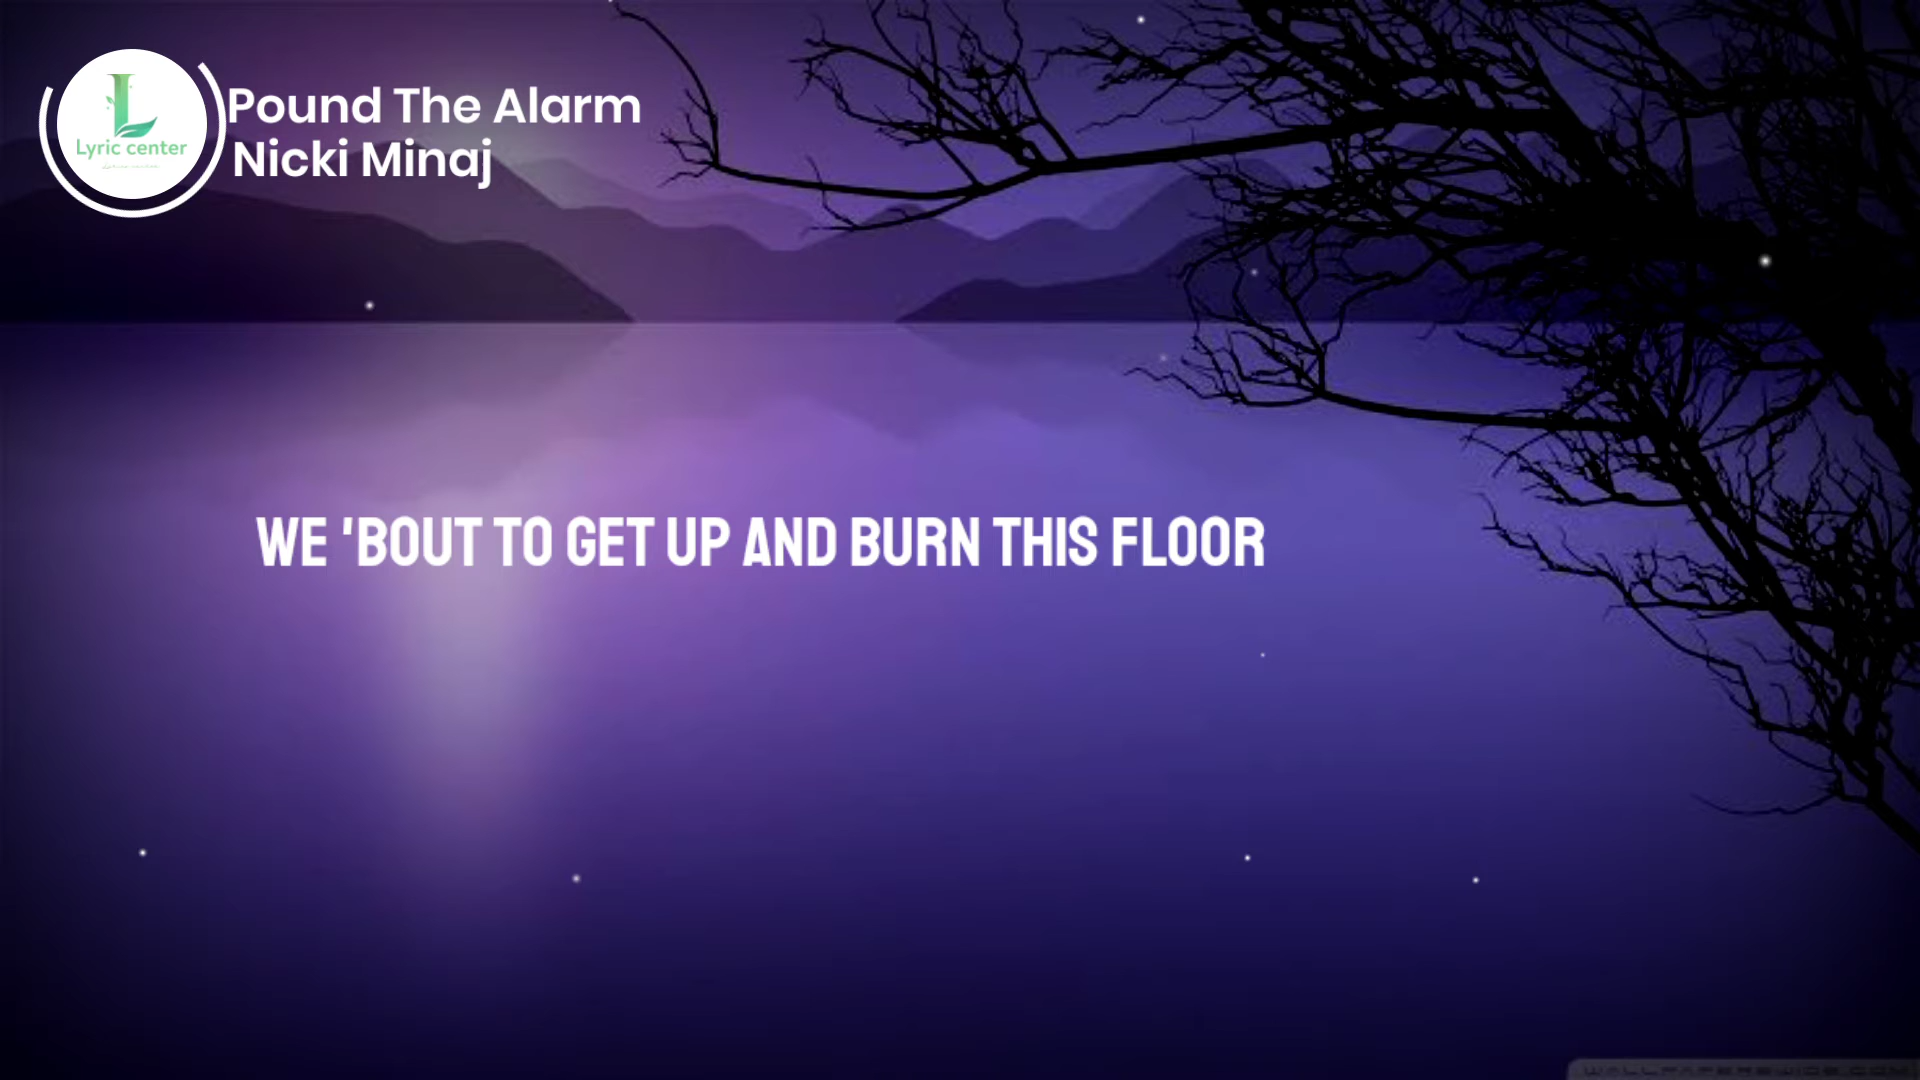 Pound The Alarm
Nicki Minaj
Lyric center
WE 'BOUT TO GET UP AND BURN THIS FLOOR